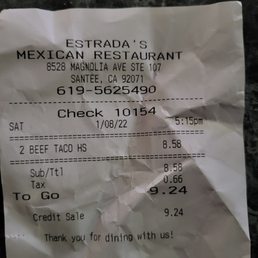 ESTRADA'S
MEXICAN RESTAURANT
8528 MAGNOLIA AVE STE 107
SANTEE, CA 92071
619-5625490
Check 10154
SAT 1/08/22 5:15pm
2 BEEF TACO HS 8.58
Sub/Ttl 8.58
Tax 0.66
To Go 9.24
Credit Sale 9.24
Thank you for dining with us!